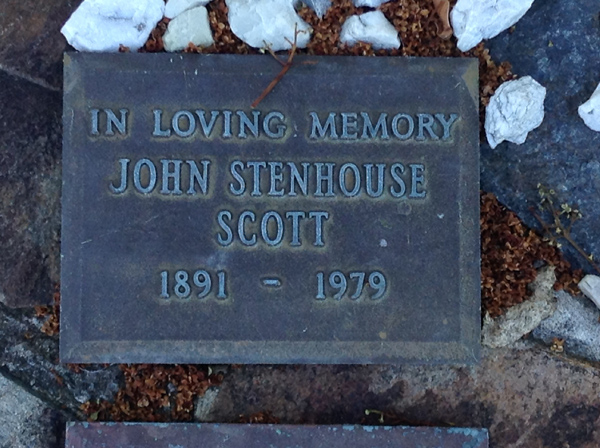 IN LOVING MEMORY
JOHN STENHOUSE
SCOTT
1891 - 1979